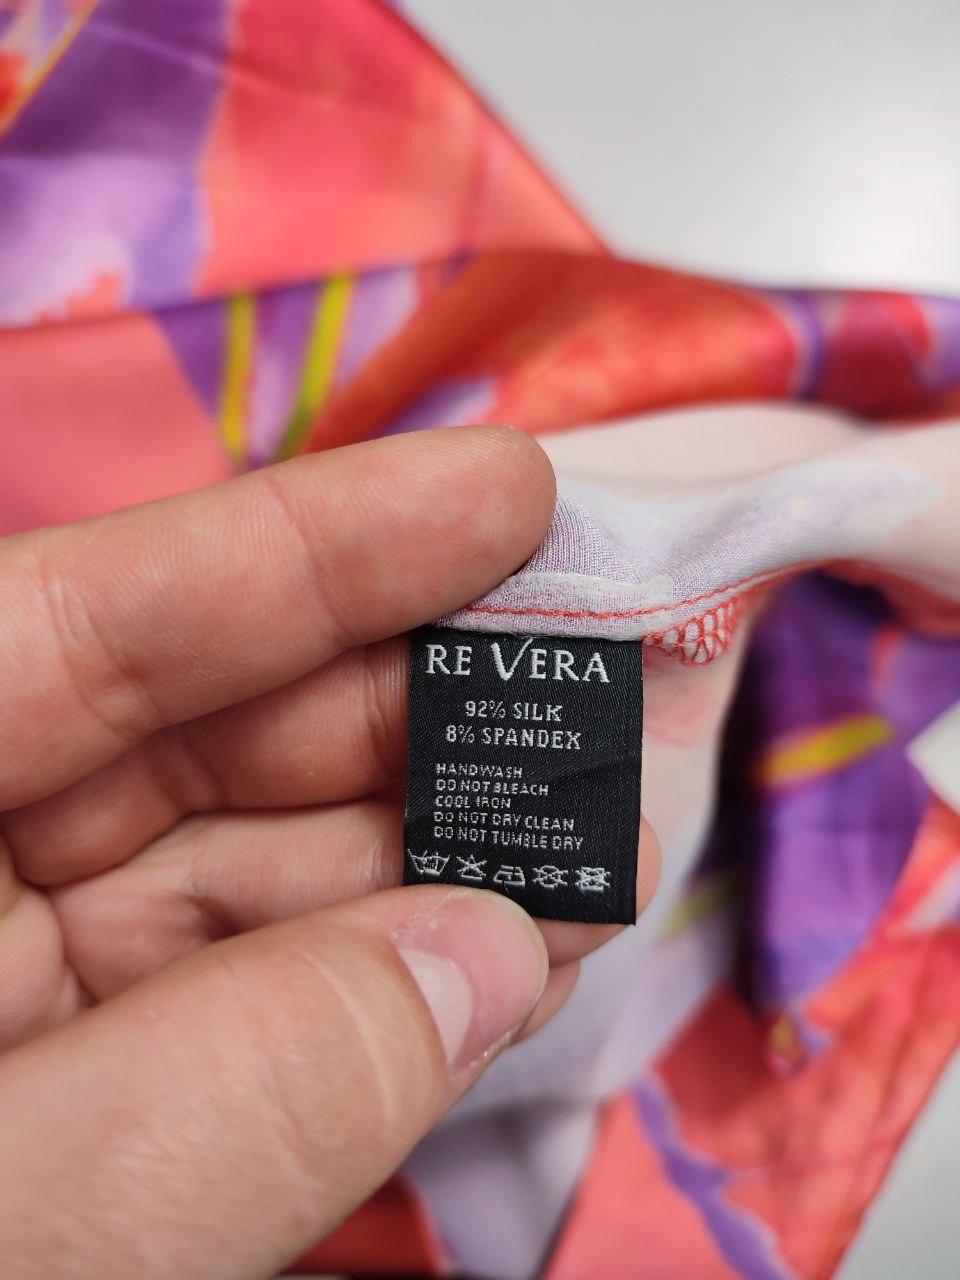 RE VERA
92% SILK
8% SPANDEX
HANDWASH
DO NOT BLEACH
COOL IRON
DO NOT DRY CLEAN
DO NOT TUMBLE DRY